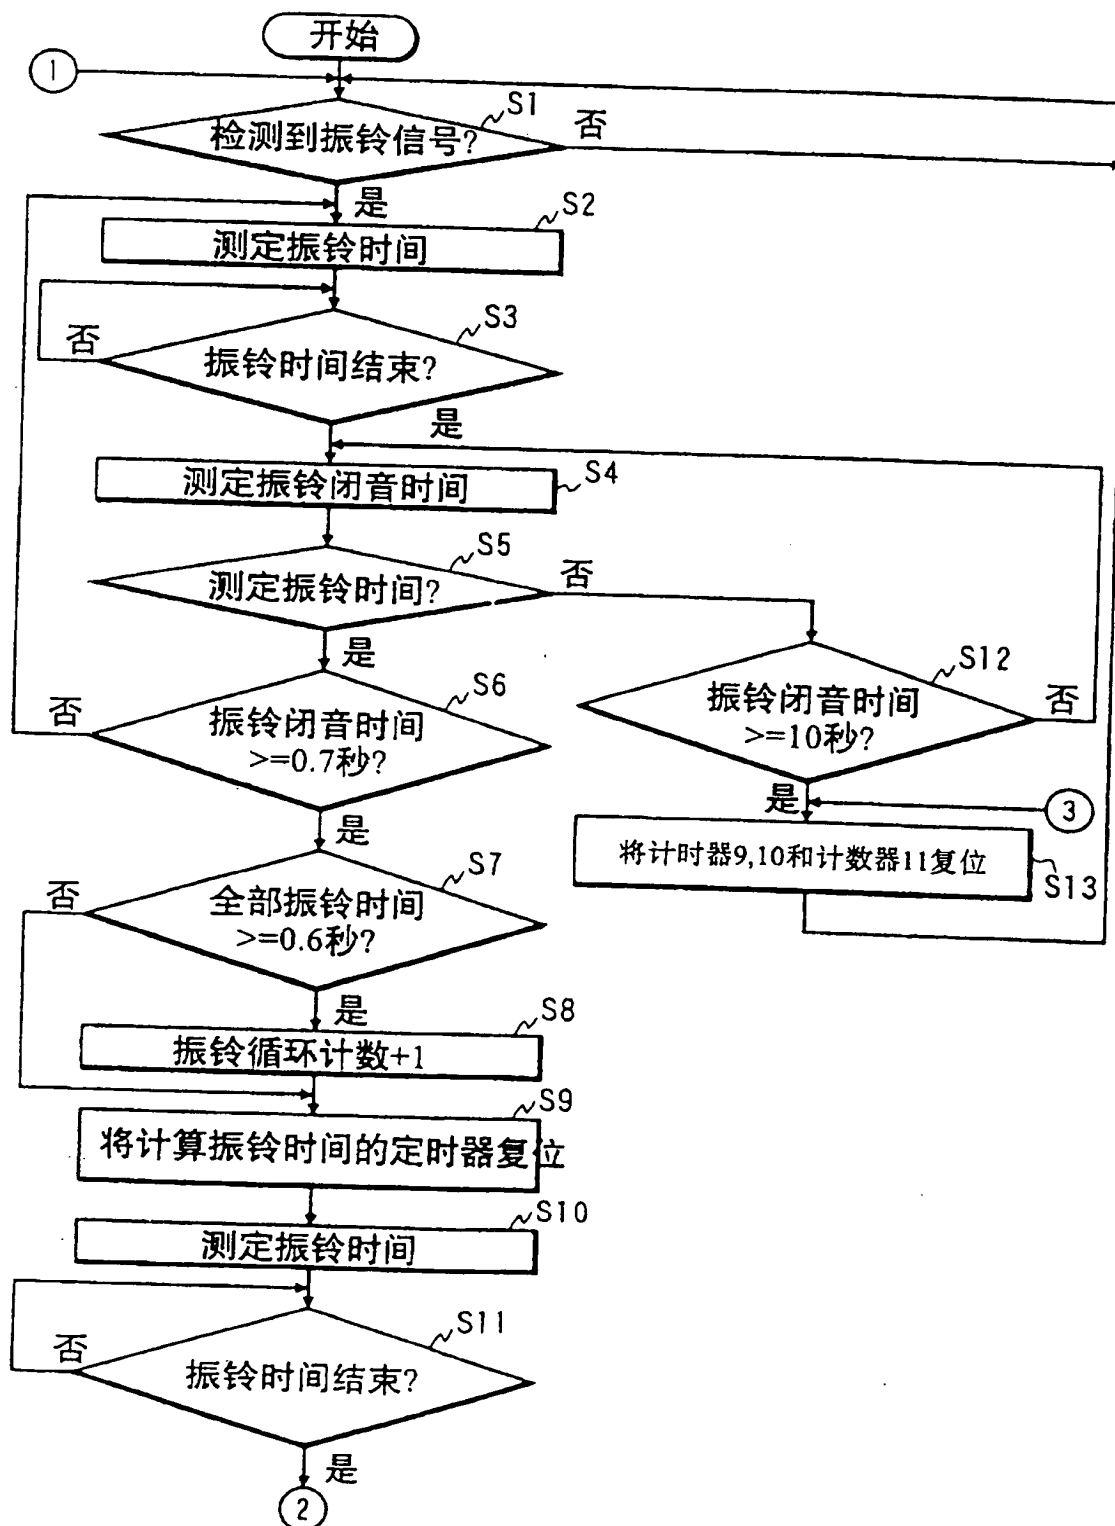 开始
1
S1
检测到振铃信号?
否
是
S2
测定振铃时间
S3
否
振铃时间结束?
是
测定振铃闭音时间
S4
S5
测定振铃时间?
否
是
S12
振铃闭音时间
>=10秒?
否
是
3
将计时器9,10和计数器11复位
S13
S6
否
振铃闭音时间
>=0.7秒?
是
S7
否
全部振铃时间
>=0.6秒?
是
S8
振铃循环计数+1
S9
将计算振铃时间的定时器复位
S10
测定振铃时间
S11
否
振铃时间结束?
是
2